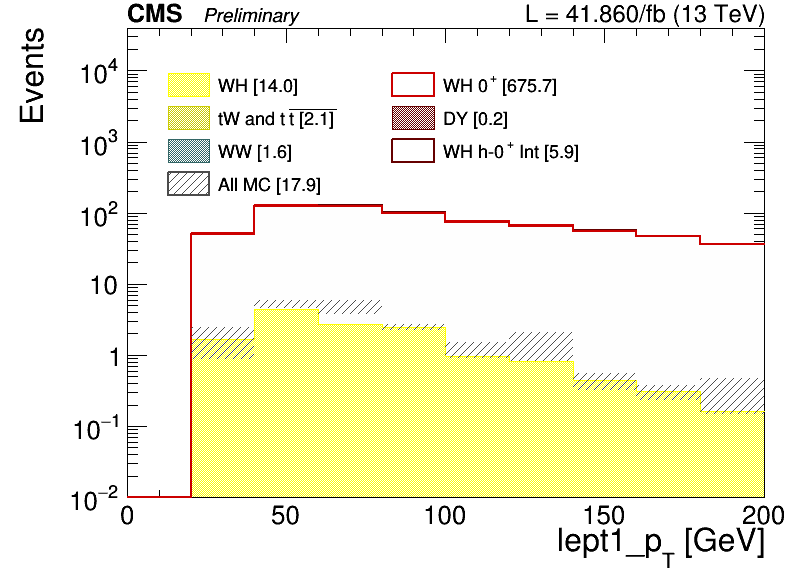 CMS Preliminary L = 41.860/fb (13 TeV)
Events
10⁴
10³
10²
10
1
10⁻¹
10⁻²
WH [14.0] WH 0⁺ [675.7]
tW and t t [2.1] DY [0.2]
WW [1.6] WH h-0⁺ Int [5.9]
All MC [17.9]
0 50 100 150 200
lept1_p_T [GeV]